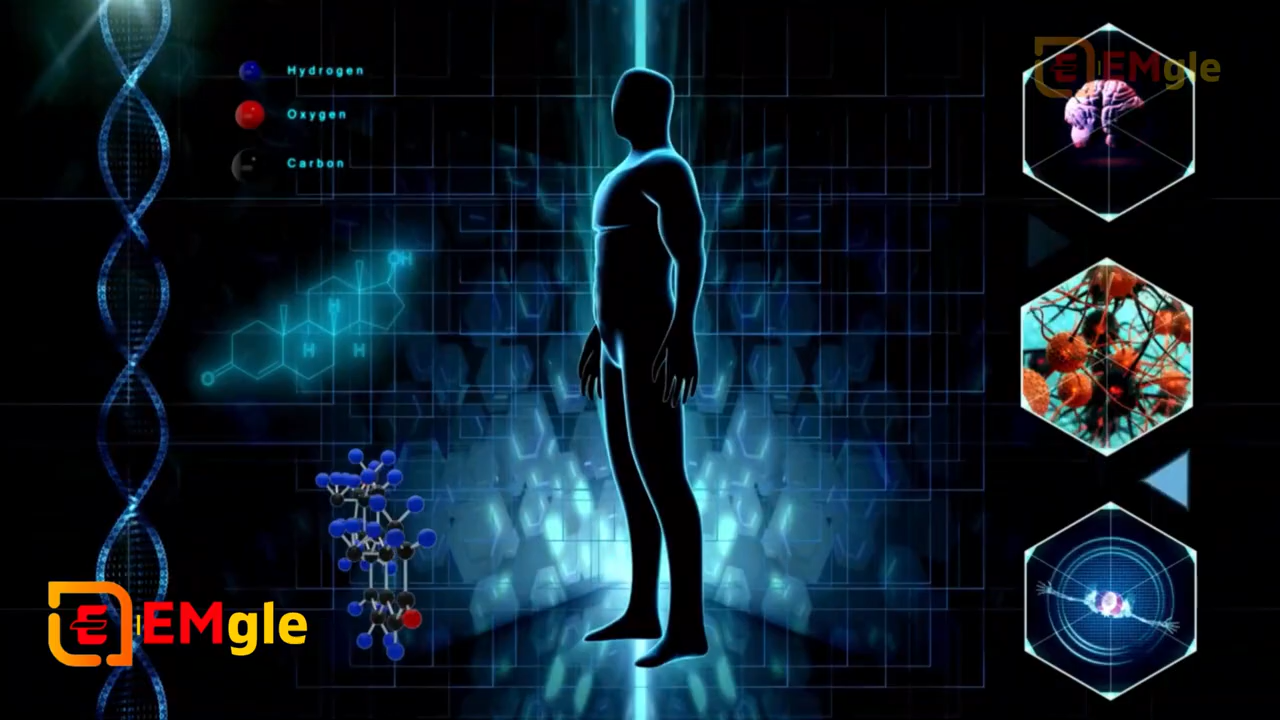 Hydrogen
Oxygen
Carbon
EMgle
OH
H
H
H
O
EMgle